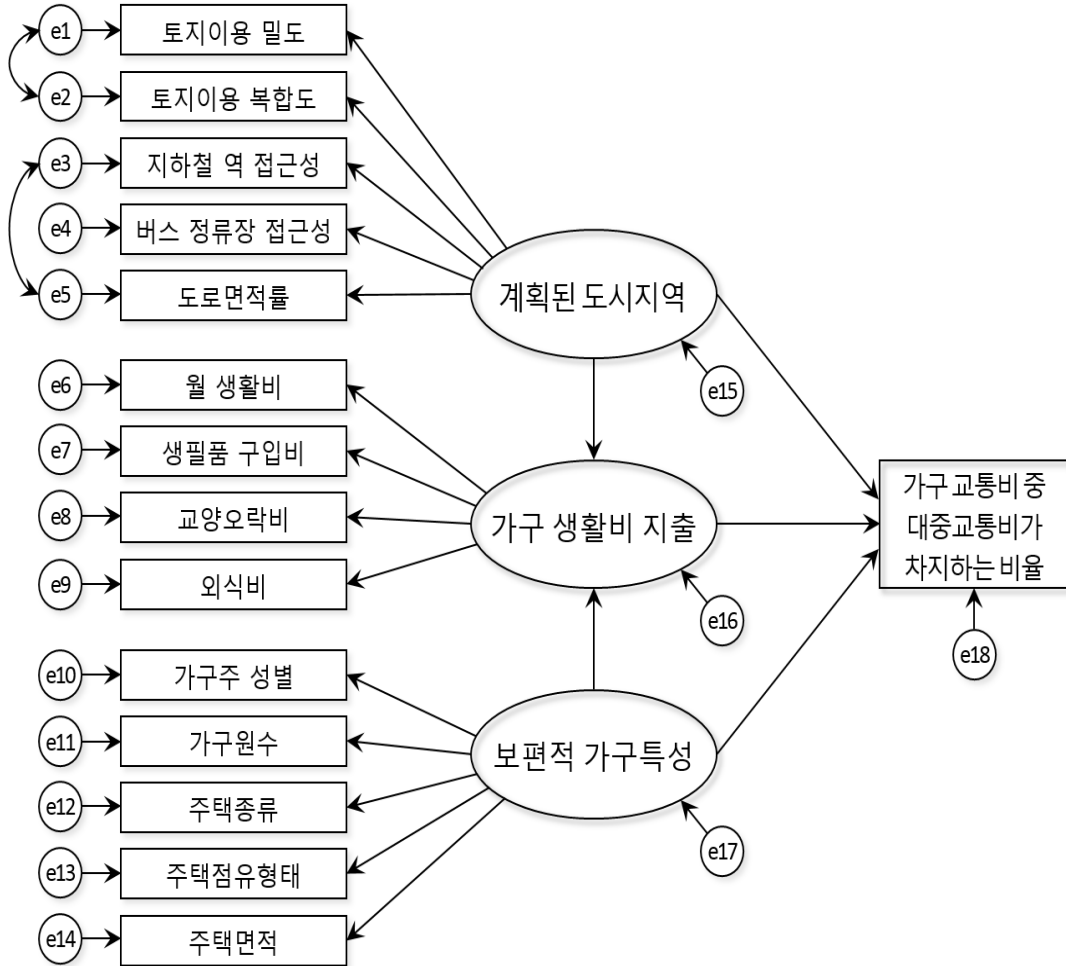 e1
토지이용 밀도
e2
토지이용 복합도
e3
지하철 역 접근성
e4
버스 정류장 접근성
e5
도로면적률
계획된 도시지역
e15
e6
월 생활비
e7
생필품 구입비
e8
교양오락비
e9
외식비
가구 생활비 지출
e16
가구 교통비 중
대중교통비가
차지하는 비율
e18
e10
가구주 성별
e11
가구원수
e12
주택종류
e13
주택점유형태
e14
주택면적
보편적 가구특성
e17